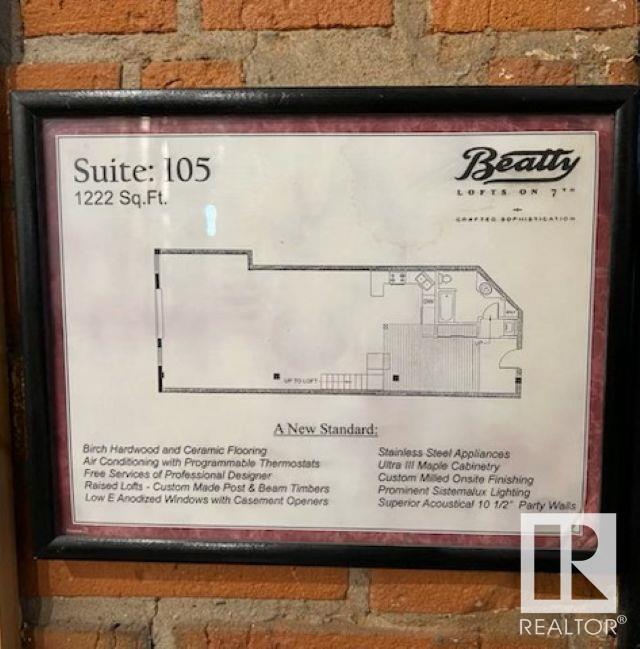 Suite: 105
1222 Sq.Ft.
Beatty
LOFTS ON 7TH
CRAFTED SOPHISTICATION
DW
UP TO LOFT
A New Standard:
Birch Hardwood and Ceramic Flooring
Air Conditioning with Programmable Thermostats
Free Services of Professional Designer
Raised Lofts - Custom Made Post & Beam Timbers
Low E Anodized Windows with Casement Openers
Stainless Steel Appliances
Ultra III Maple Cabinetry
Custom Milled Onsite Finishing
Prominent Sistemalux Lighting
Superior Acoustical 10 1/2" Party Walls
R
REALTOR®